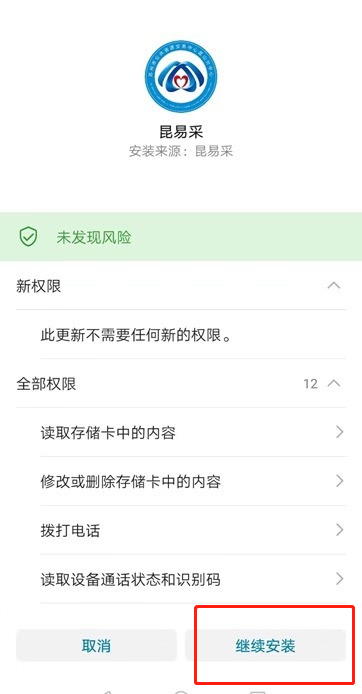 昆易采
安装来源：昆易采
未发现风险
新权限
此更新不需要任何新的权限。
全部权限
12
读取存储卡中的内容
修改或删除存储卡中的内容
拨打电话
读取设备通话状态和识别码
取消
继续安装